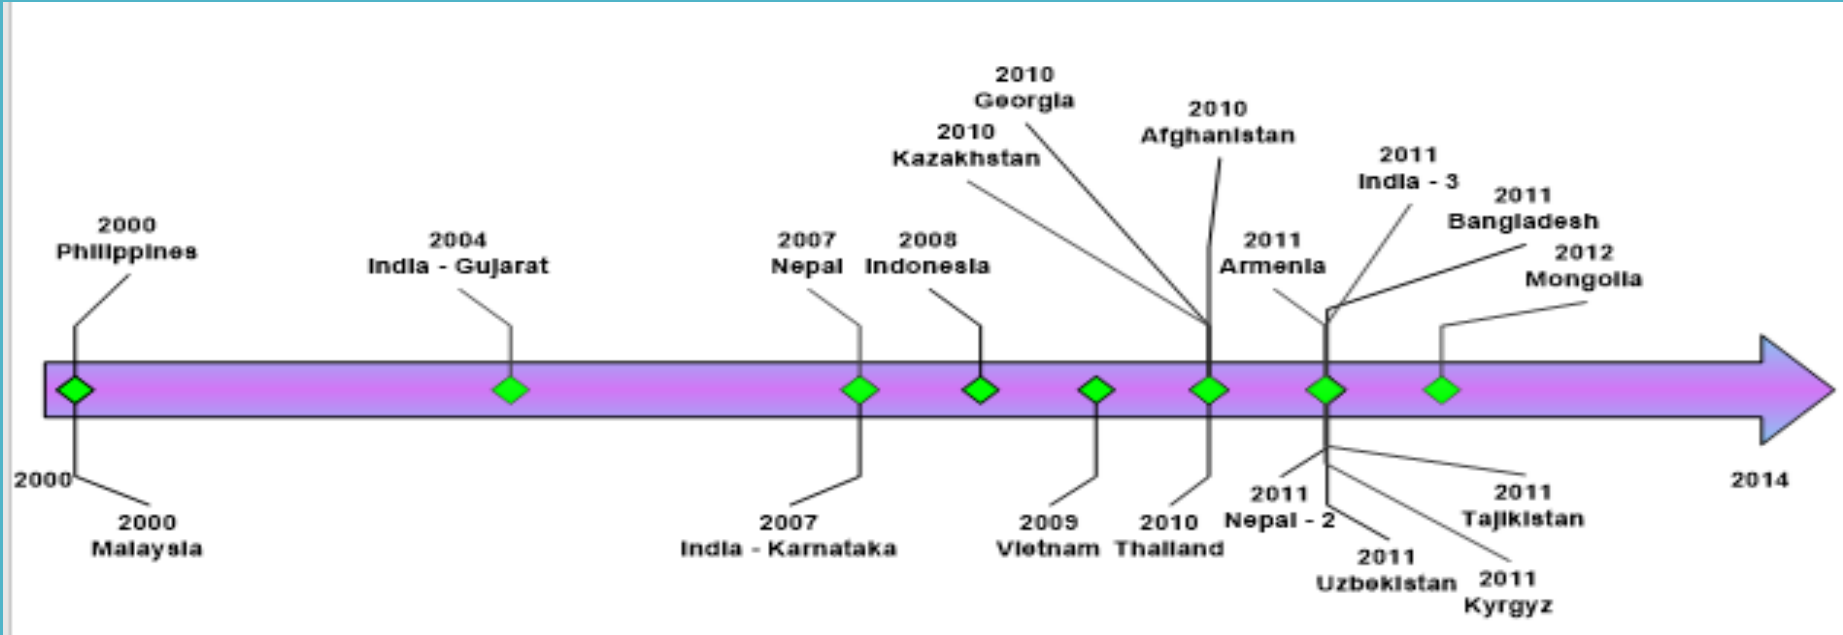 2010
Georgia
2010
Afghanistan
2010
Kazakhstan
2011
India - 3
2011
Bangladesh
2000
Philippines
2004
India - Gujarat
2007
Nepal
2008
Indonesia
2011
Armenia
2012
Mongolia
2000
2014
2000
Malaysia
2007
India - Karnataka
2009
Vietnam
2010
Thailand
2011
Nepal - 2
2011
Tajikistan
2011
Uzbekistan
2011
Kyrgyz